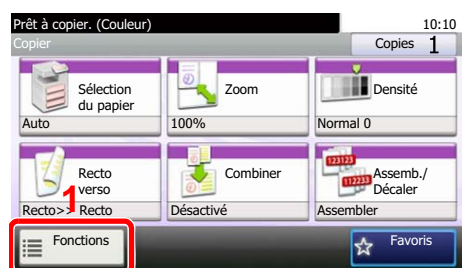 Prêt à copier. (Couleur) 10:10
Copier Copies 1
Sélection
du papier
Auto
Zoom
100%
Densité
Normal 0
Recto
verso
Recto>> Recto
Combiner
Désactivé
123123
112233
Assemb./
Décaler
Assembler
1
Fonctions
Favoris